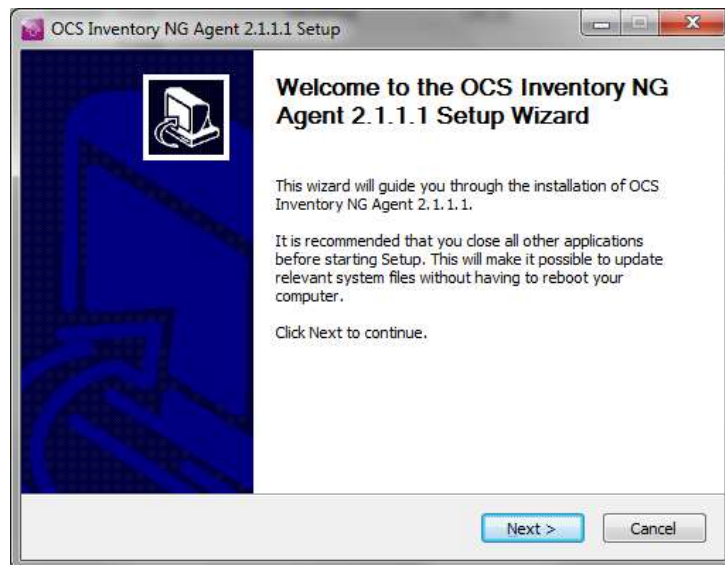 OCS Inventory NG Agent 2.1.1.1 Setup
Welcome to the OCS Inventory NG
Agent 2.1.1.1 Setup Wizard
This wizard will guide you through the installation of OCS
Inventory NG Agent 2.1.1.1.
It is recommended that you close all other applications
before starting Setup. This will make it possible to update
relevant system files without having to reboot your
computer.
Click Next to continue.
Next >
Cancel